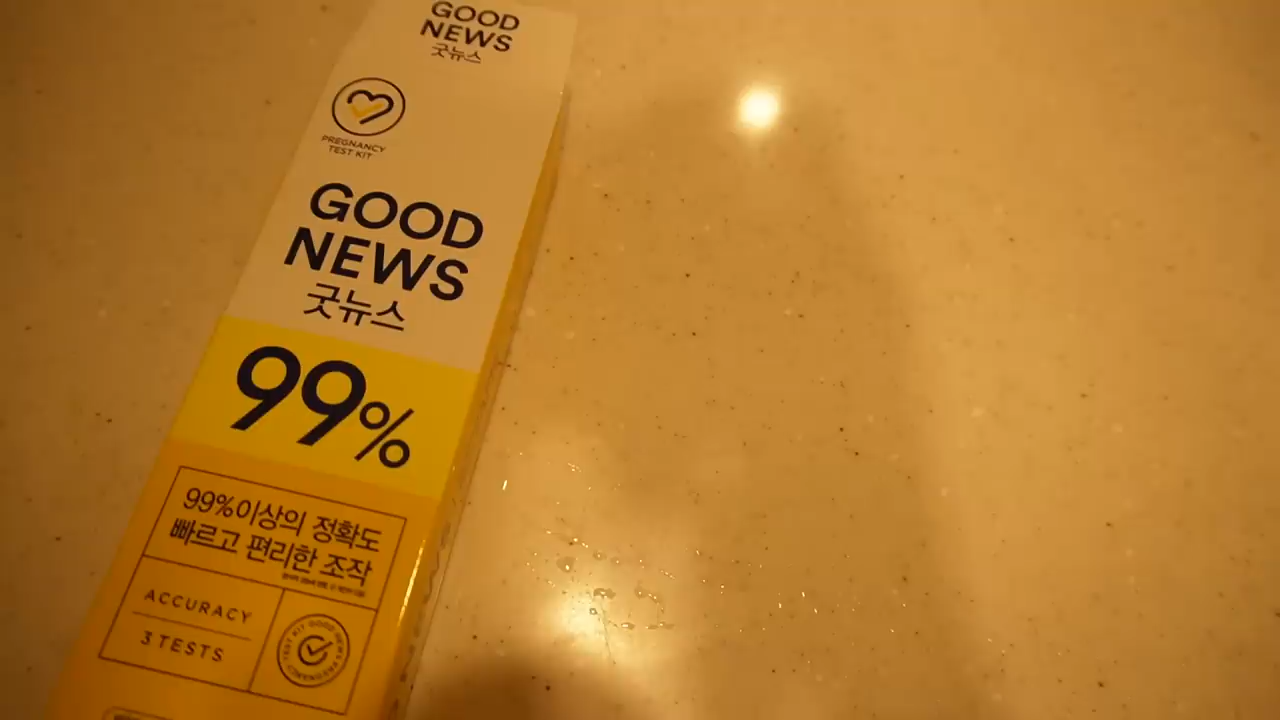 GOOD
NEWS
굿뉴스
PREGNANCY
TEST KIT
GOOD
NEWS
굿뉴스
99%
99%이상의 정확도
빠르고 편리한 조작
ACCURACY
3 TESTS